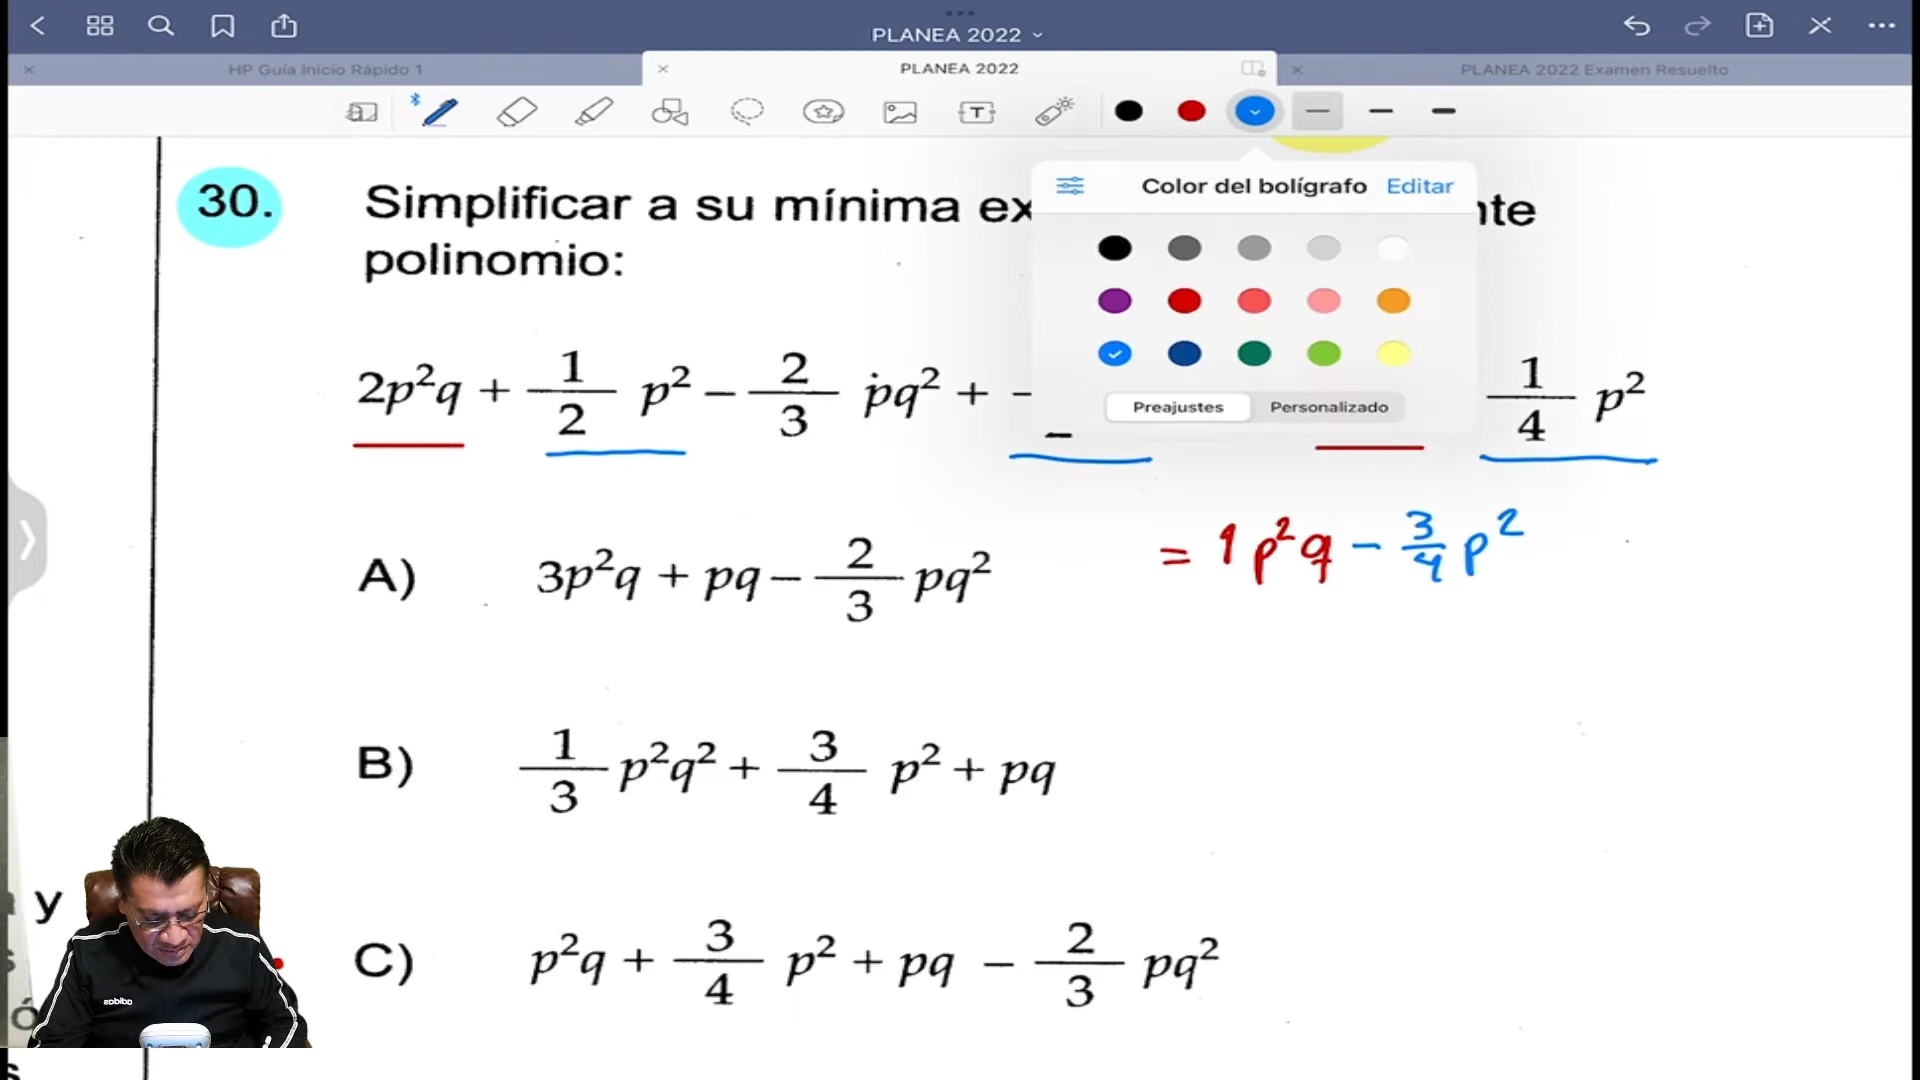 PLANEA 2022
HP Guía Inicio Rápido 1
PLANEA 2022
PLANEA 2022 Examen Resuelto
T
Color del bolígrafo Editar
Preajustes Personalizado
30. Simplificar a su mínima ex nte
polinomio:
2p²q + 1/2 p² − 2/3 pq² + 1/4 p²
= 1p²q − 3/4 p²
A) 3p²q + pq − 2/3 pq²
B) 1/3 p²q² + 3/4 p² + pq
C) p²q + 3/4 p² + pq − 2/3 pq²
y
ó
s
adidas